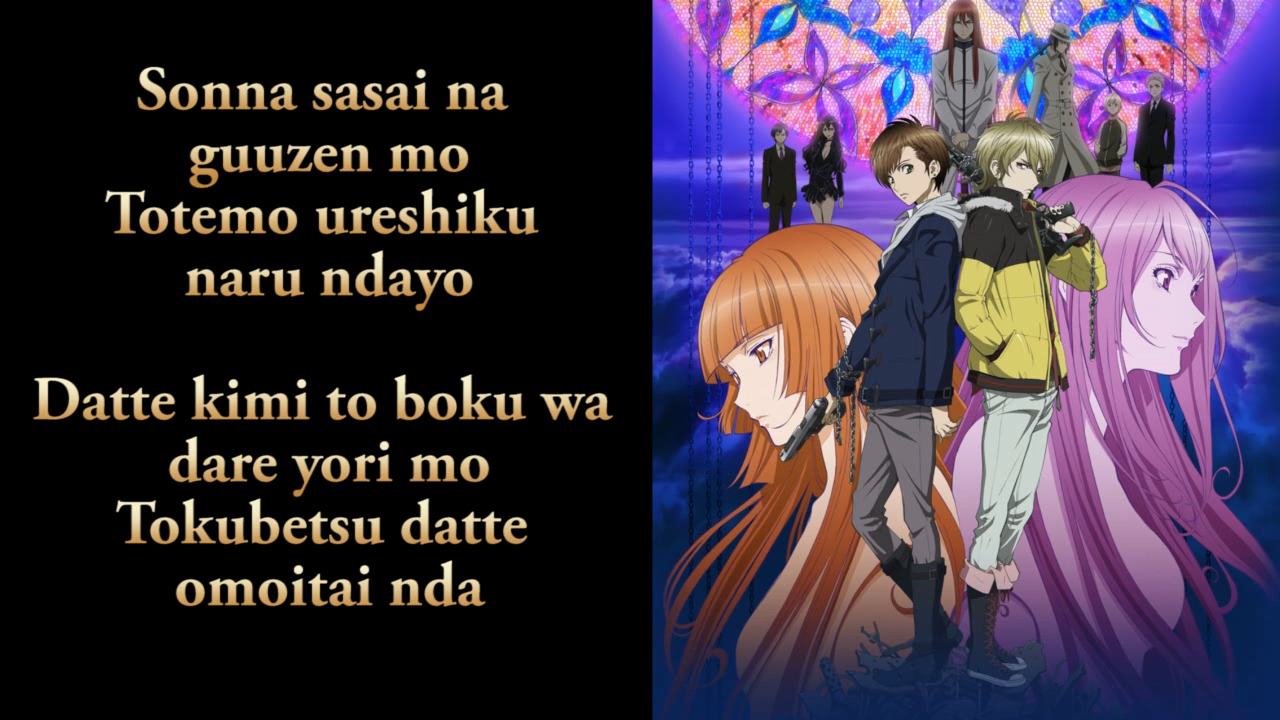 Sonna sasai na
guuzen mo
Totemo ureshiku
naru ndayo
Datte kimi to boku wa
dare yori mo
Tokubetsu datte
omoitai nda